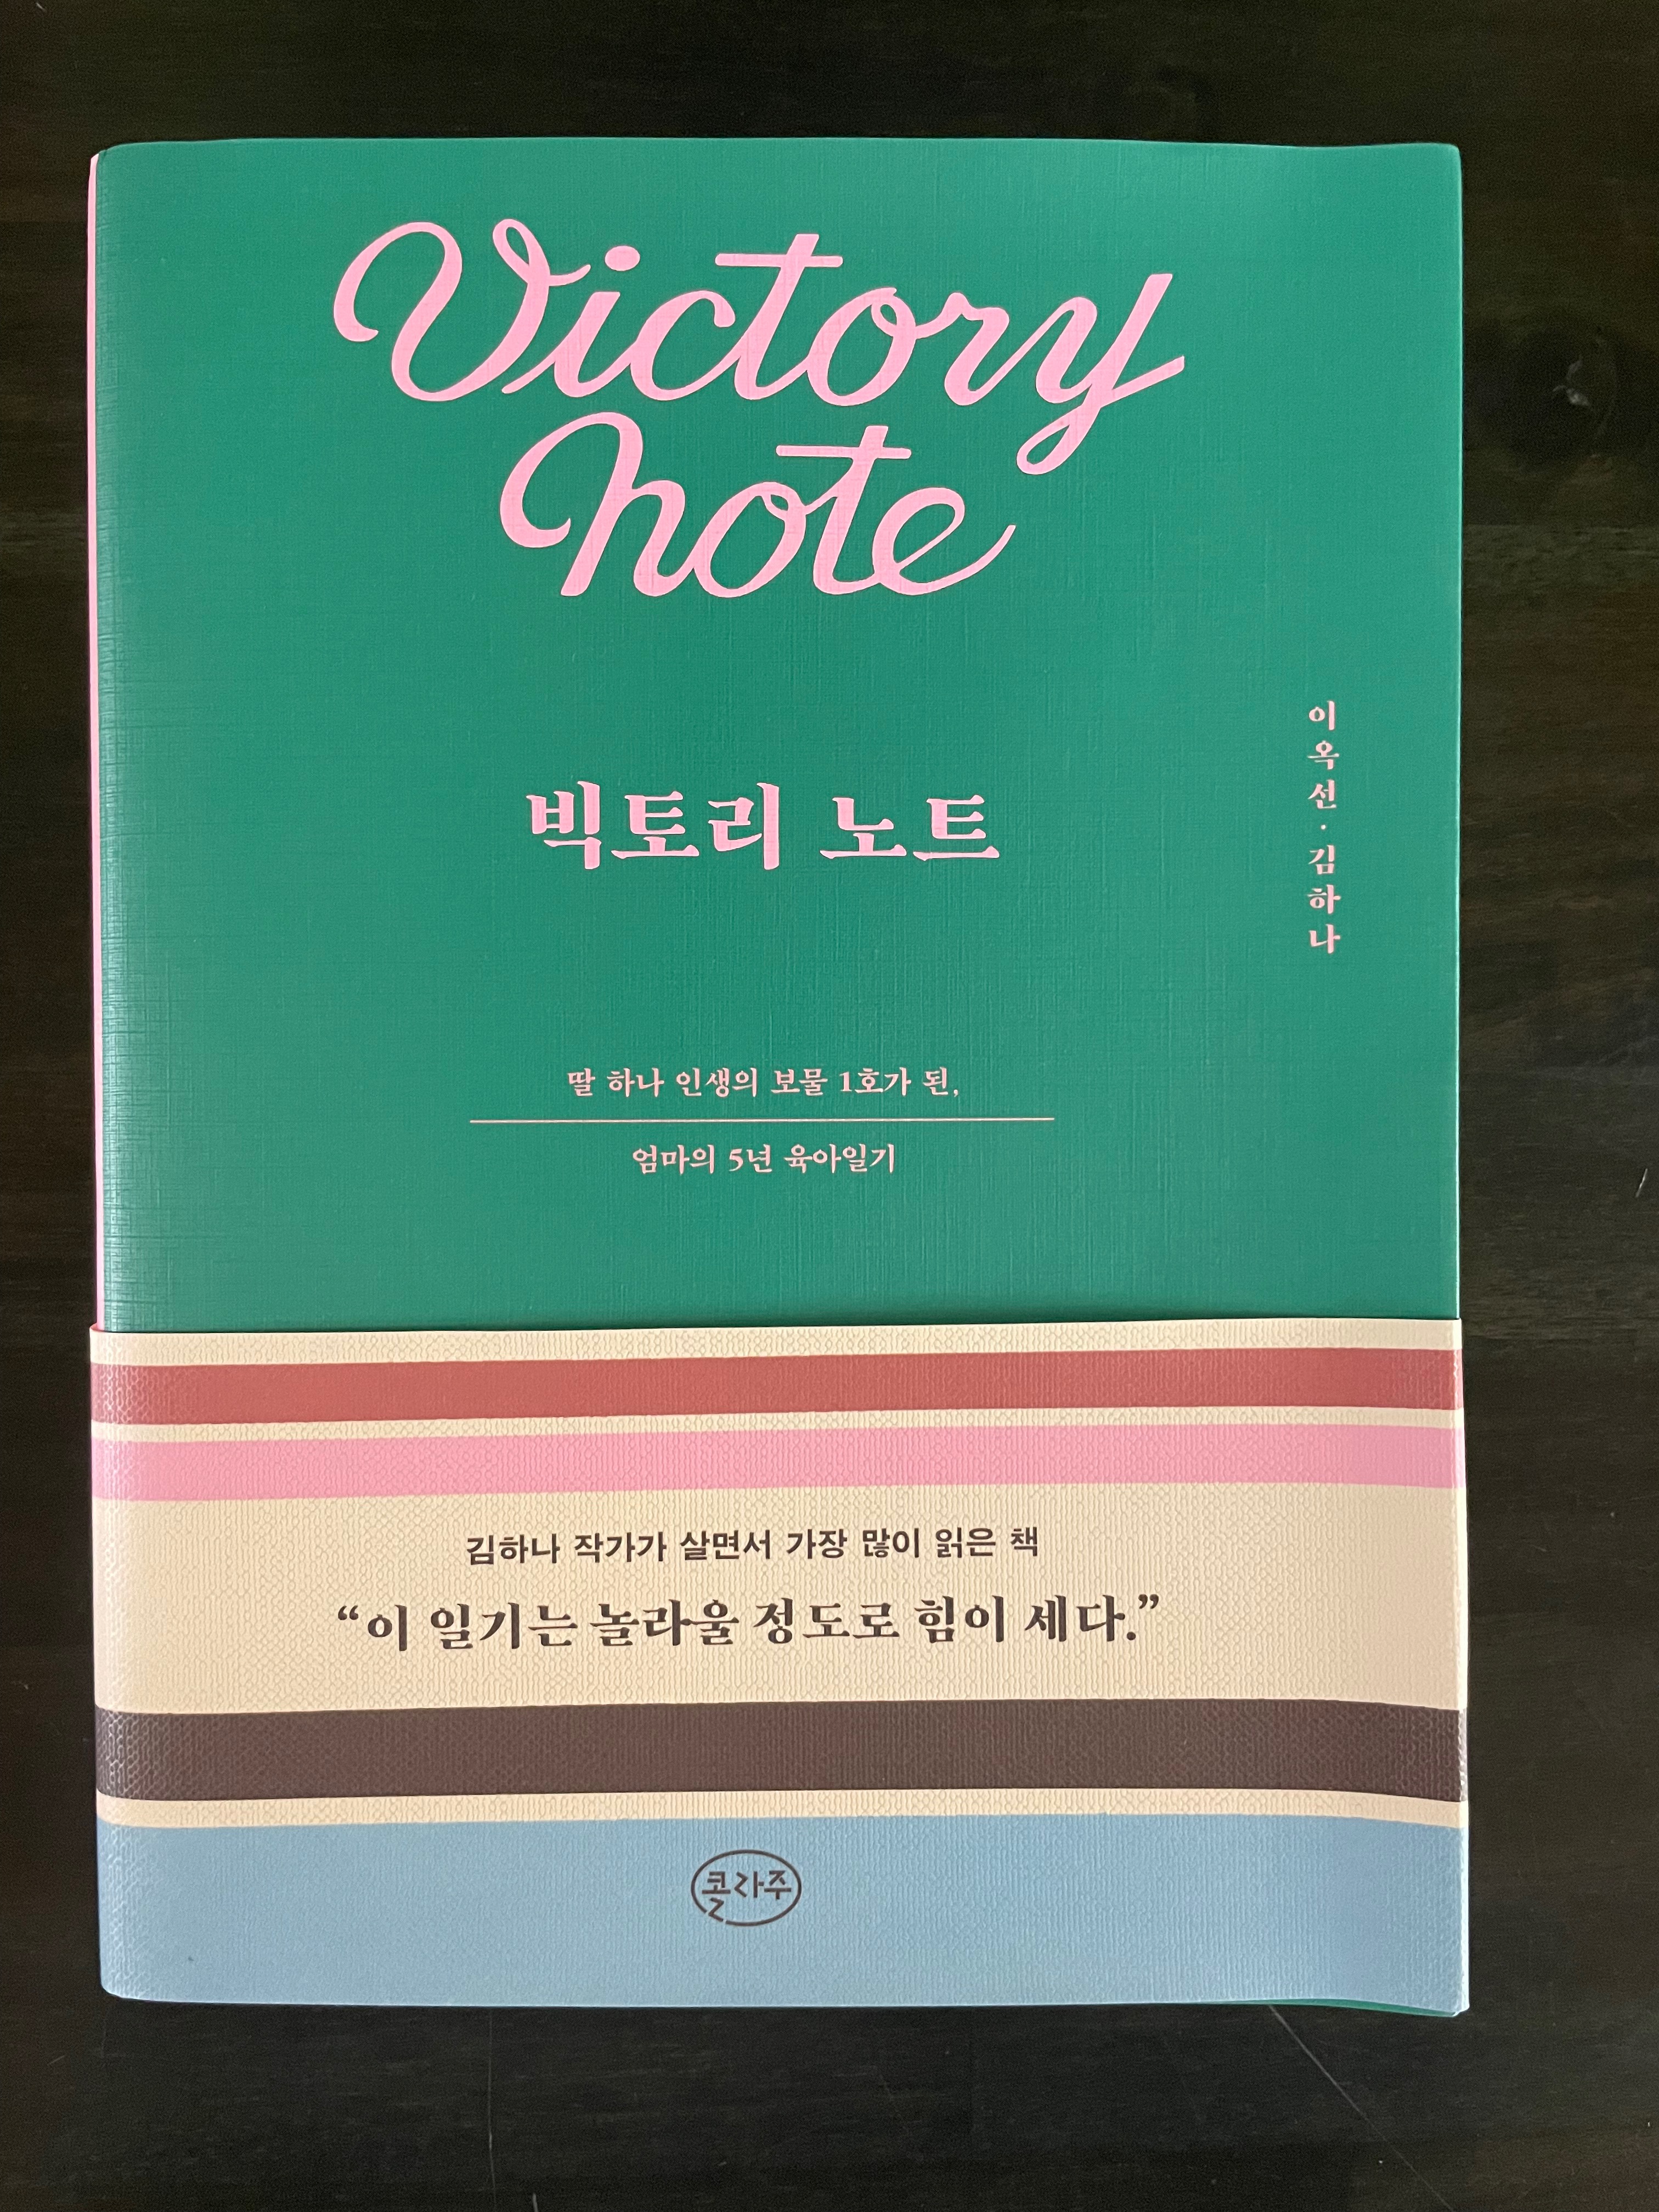 Victory
note
빅토리 노트
이옥선·김하나
딸 하나 인생의 보물 1호가 된,
엄마의 5년 육아일기
김하나 작가가 살면서 가장 많이 읽은 책
“이 일기는 놀라울 정도로 힘이 세다.”
콜라주